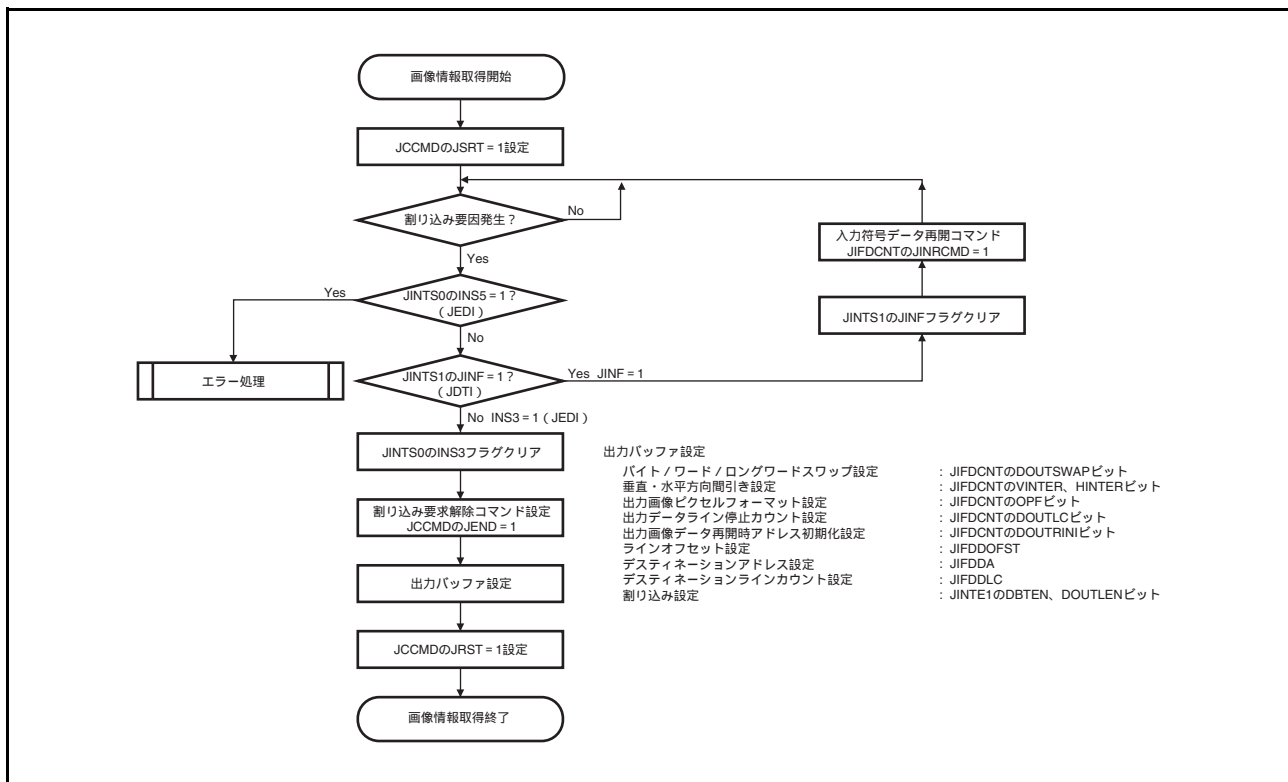 画像情報取得開始
JCCMDのJSRT = 1設定
割り込み要因発生？
No
Yes
入力符号データ再開コマンド
JIFDCNTのJINRCMD = 1
JINTS0のINS5 = 1？
（JEDI）
Yes
No
JINTS1のJINFフラグクリア
エラー処理
JINTS1のJINF = 1？
（JDTI）
Yes JINF = 1
No INS3 = 1（JEDI）
JINTS0のINS3フラグクリア
割り込み要求解除コマンド設定
JCCMDのJEND = 1
出力バッファ設定
JCCMDのJRST = 1設定
画像情報取得終了
出力バッファ設定
バイト / ワード / ロングワードスワップ設定 : JIFDCNTのDOUTSWAPビット
垂直・水平方向間引き設定 : JIFDCNTのVINTER、HINTERビット
出力画像ピクセルフォーマット設定 : JIFDCNTのOPFビット
出力データライン停止カウント設定 : JIFDCNTのDOUTLCビット
出力画像データ再開時アドレス初期化設定 : JIFDCNTのDOUTRINIビット
ラインオフセット設定 : JIFDDOFST
デスティネーションアドレス設定 : JIFDDA
デスティネーションラインカウント設定 : JIFDDLC
割り込み設定 : JINTE1のDBTEN、DOUTLENビット